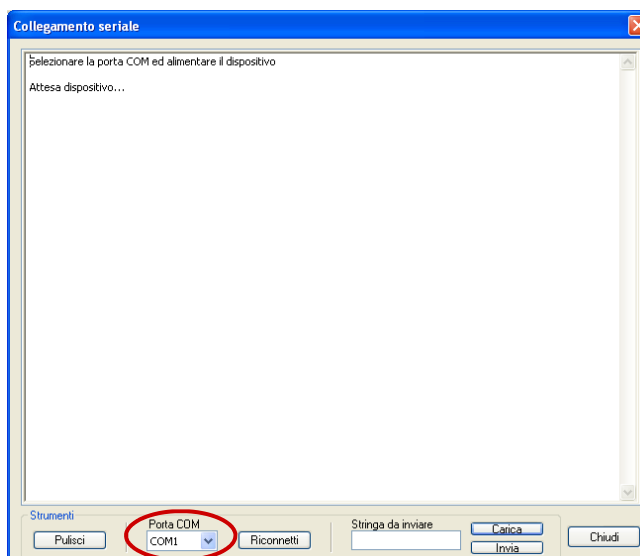 Collegamento seriale
Selezionare la porta COM ed alimentare il dispositivo
Attesa dispositivo...
Strumenti
Pulisci
Porta COM
COM1
Riconnetti
Stringa da inviare
Carica
Invia
Chiudi